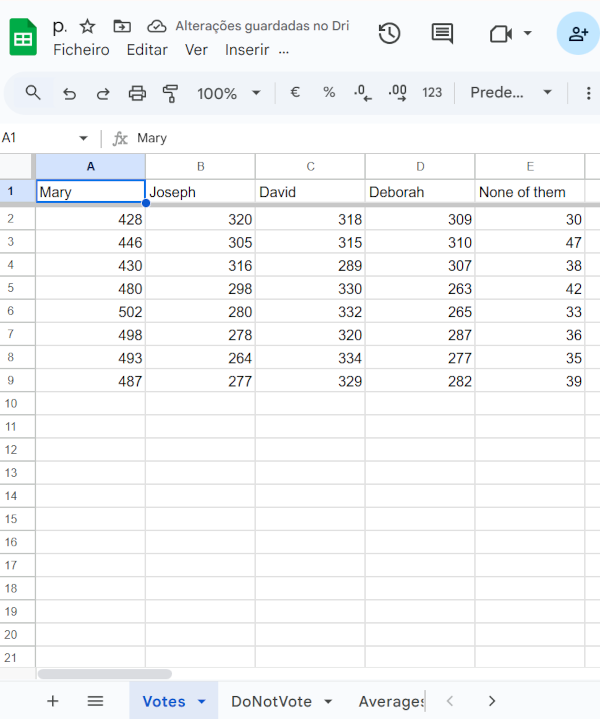 p. Alterações guardadas no Dri
Ficheiro Editar Ver Inserir ...
100% € % .0 .00 123 Prede...
A1 fx Mary
A B C D E
1 Mary Joseph David Deborah None of them
2 428 320 318 309 30
3 446 305 315 310 47
4 430 316 289 307 38
5 480 298 330 263 42
6 502 280 332 265 33
7 498 278 320 287 36
8 493 264 334 277 35
9 487 277 329 282 39
10
11
12
13
14
15
16
17
18
19
20
21
Votes DoNotVote Averages